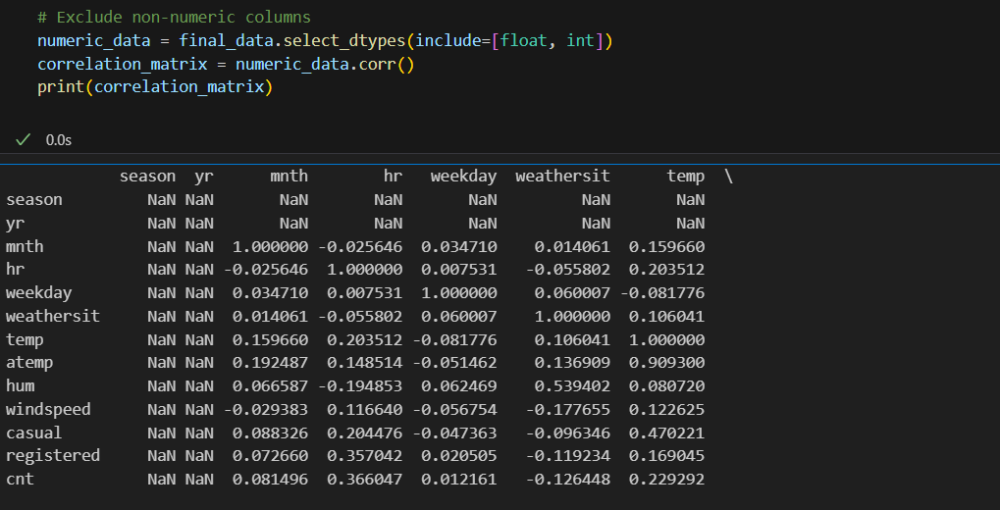 # Exclude non-numeric columns
numeric_data = final_data.select_dtypes(include=[float, int])
correlation_matrix = numeric_data.corr()
print(correlation_matrix)
0.0s
season yr mnth hr weekday weathersit temp \
season NaN NaN NaN NaN NaN NaN NaN
yr NaN NaN NaN NaN NaN NaN NaN
mnth NaN NaN 1.000000 -0.025646 0.034710 0.014061 0.159660
hr NaN NaN -0.025646 1.000000 0.007531 -0.055802 0.203512
weekday NaN NaN 0.034710 0.007531 1.000000 0.060007 -0.081776
weathersit NaN NaN 0.014061 -0.055802 0.060007 1.000000 0.106041
temp NaN NaN 0.159660 0.203512 -0.081776 0.106041 1.000000
atemp NaN NaN 0.192487 0.148514 -0.051462 0.136909 0.909300
hum NaN NaN 0.066587 -0.194853 0.062469 0.539402 0.080720
windspeed NaN NaN -0.029383 0.116640 -0.056754 -0.177655 0.122625
casual NaN NaN 0.088326 0.204476 -0.047363 -0.096346 0.470221
registered NaN NaN 0.072660 0.357042 0.020505 -0.119234 0.169045
cnt NaN NaN 0.081496 0.366047 0.012161 -0.126448 0.229292